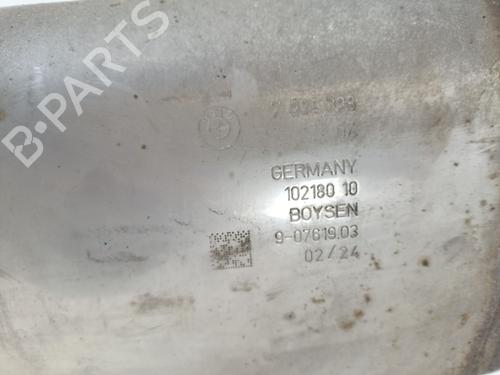 B-PARTS
GERMANY
102180 10
BOYSEN
9-07619.03
02/24